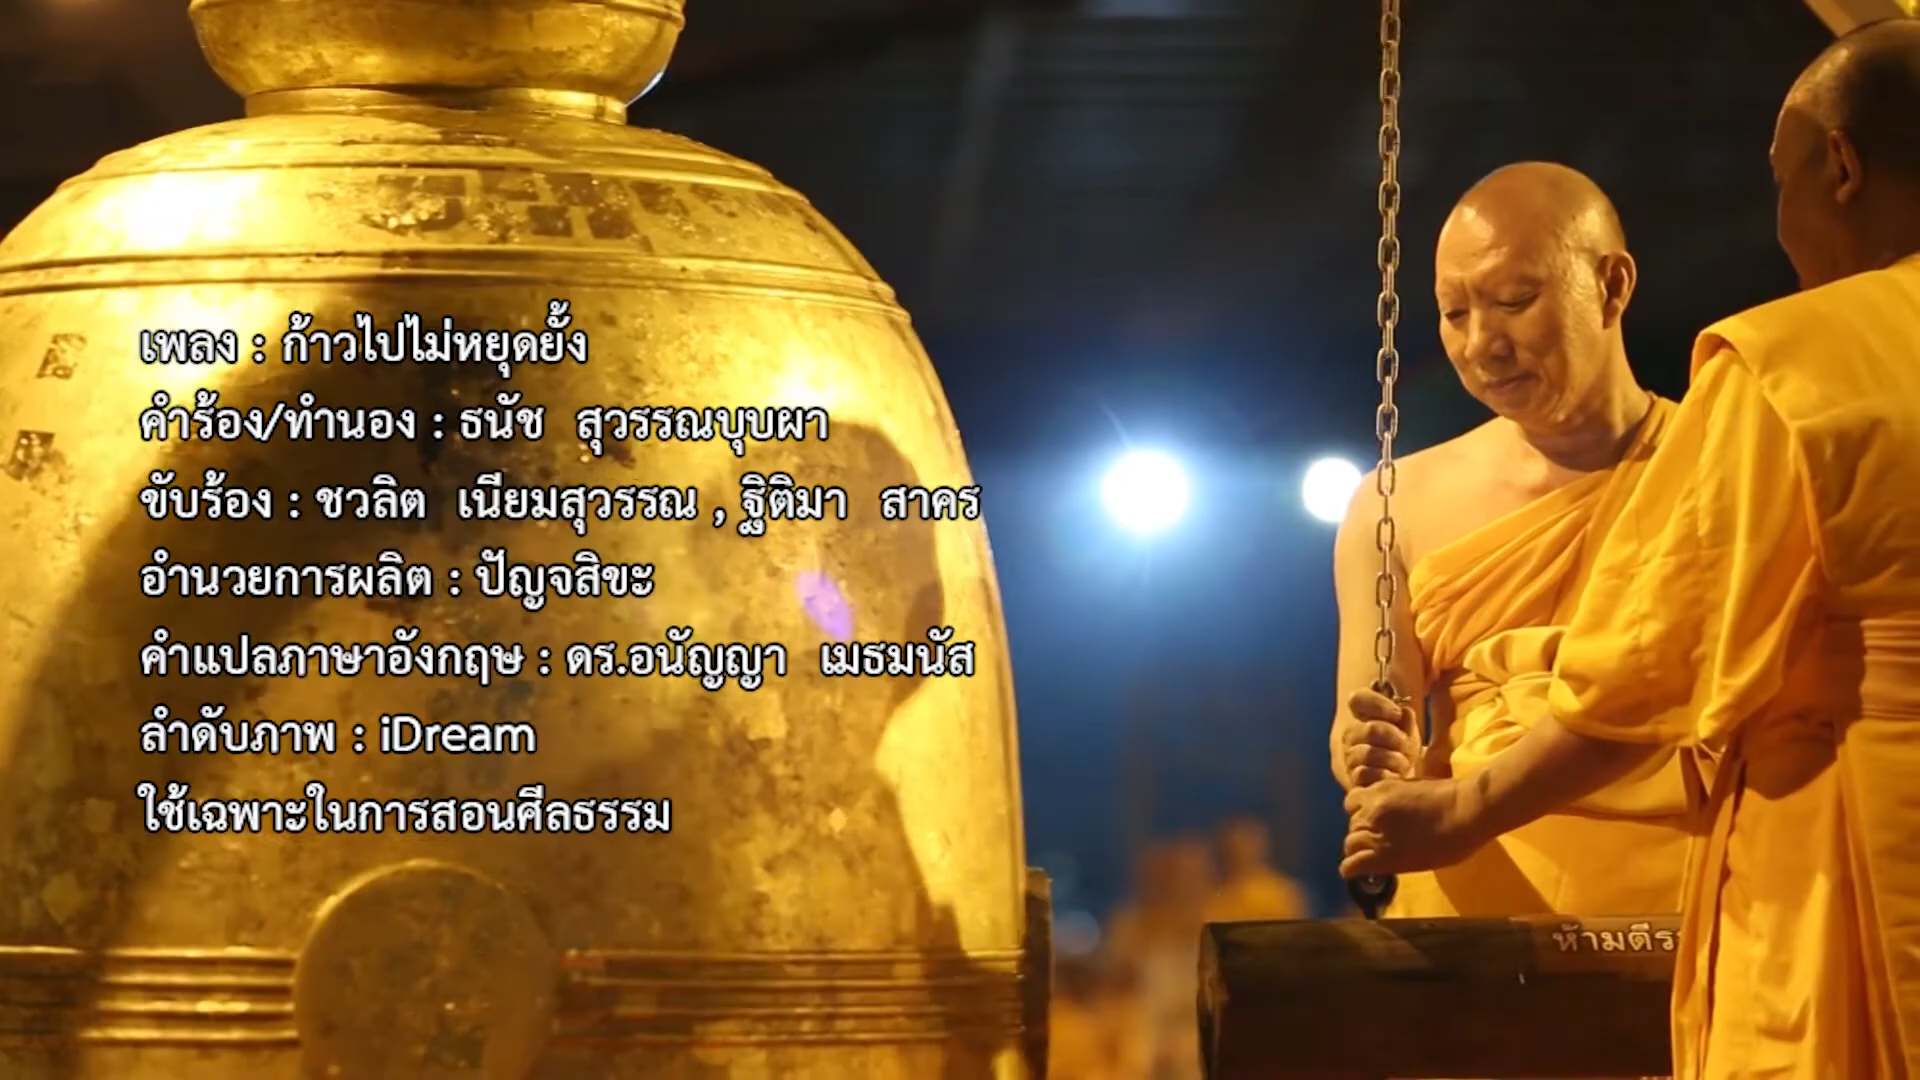 เพลง : ก้าวไปไม่หยุดยั้ง
คำร้อง/ทำนอง : ธนัช สุวรรณบุบผา
ขับร้อง : ชวลิต เนียมสุวรรณ , ฐิติมา สาคร
อำนวยการผลิต : ปัญจสิขะ
คำแปลภาษาอังกฤษ : ดร.อนัญญา เมธมนัส
ลำดับภาพ : iDream
ใช้เฉพาะในการสอนศีลธรรม
ห้ามตี